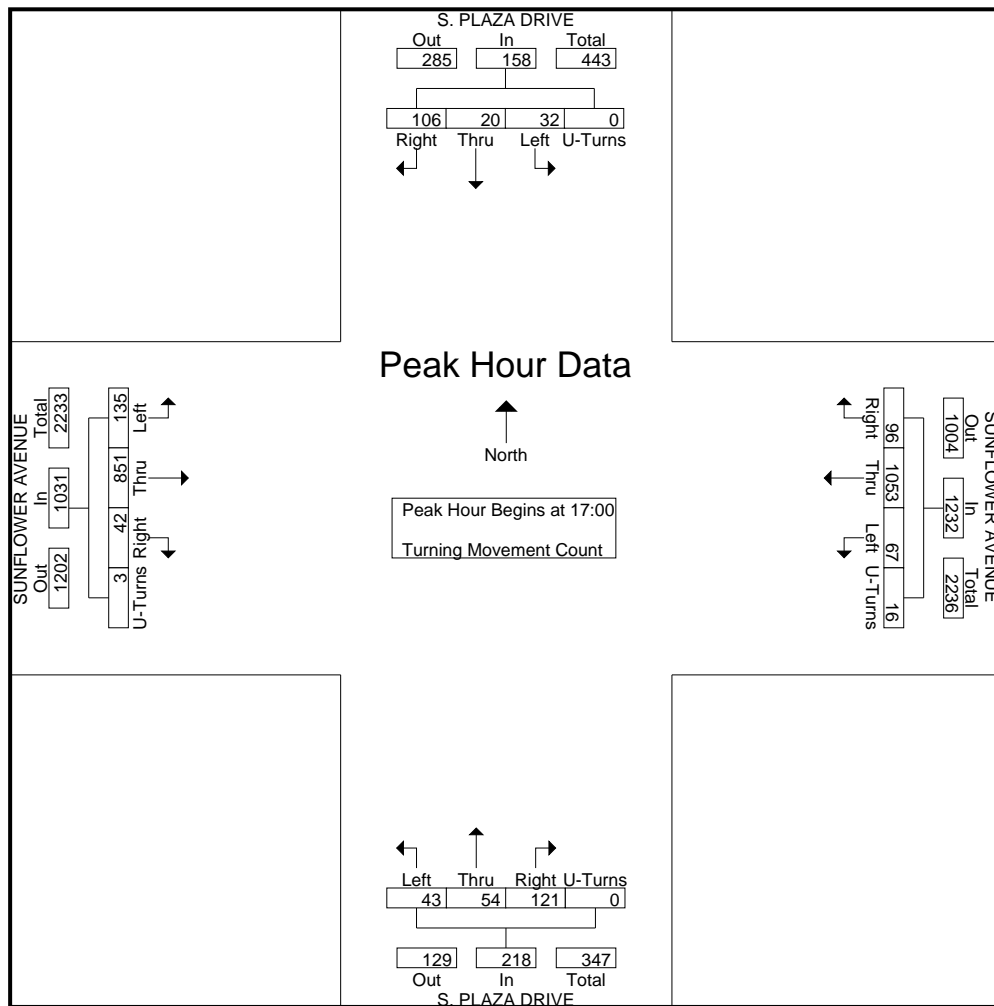 S. PLAZA DRIVE
Out In Total
285 158 443
106 20 32 0
Right Thru Left U-Turns
Peak Hour Data
North
Peak Hour Begins at 17:00
Turning Movement Count
SUNFLOWER AVENUE
Total In Out
2233 1031 1202
135 851 42 3
Left Thru Right U-Turns
SUNFLOWER AVENUE
Out In Total
1004 1232 2236
96 1053 67 16
Right Thru Left U-Turns
Left Thru Right U-Turns
43 54 121 0
129 218 347
Out In Total
S. PLAZA DRIVE